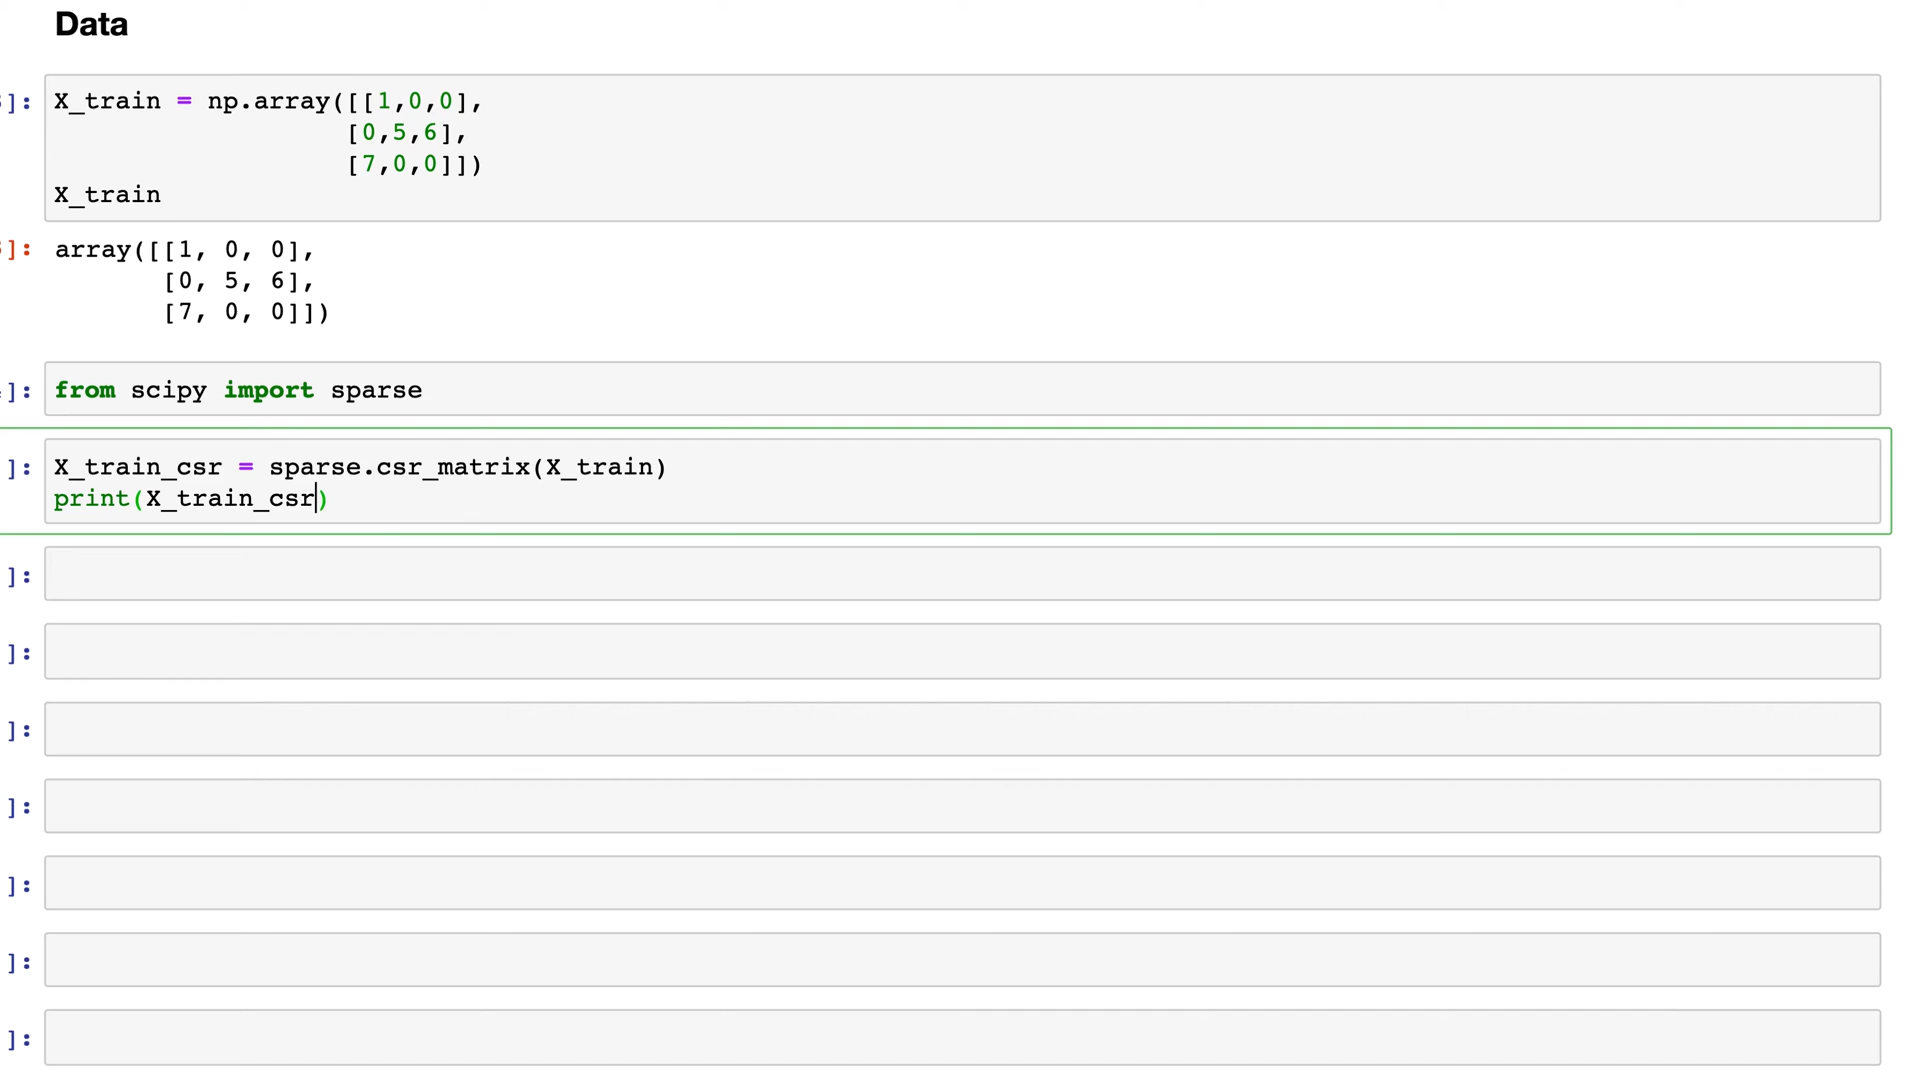 Data
]:
X_train = np.array([[1,0,0],
[0,5,6],
[7,0,0]])
X_train
]:
array([[1, 0, 0],
[0, 5, 6],
[7, 0, 0]])
]:
from scipy import sparse
]:
X_train_csr = sparse.csr_matrix(X_train)
print(X_train_csr)
]:
]:
]:
]:
]:
]:
]: